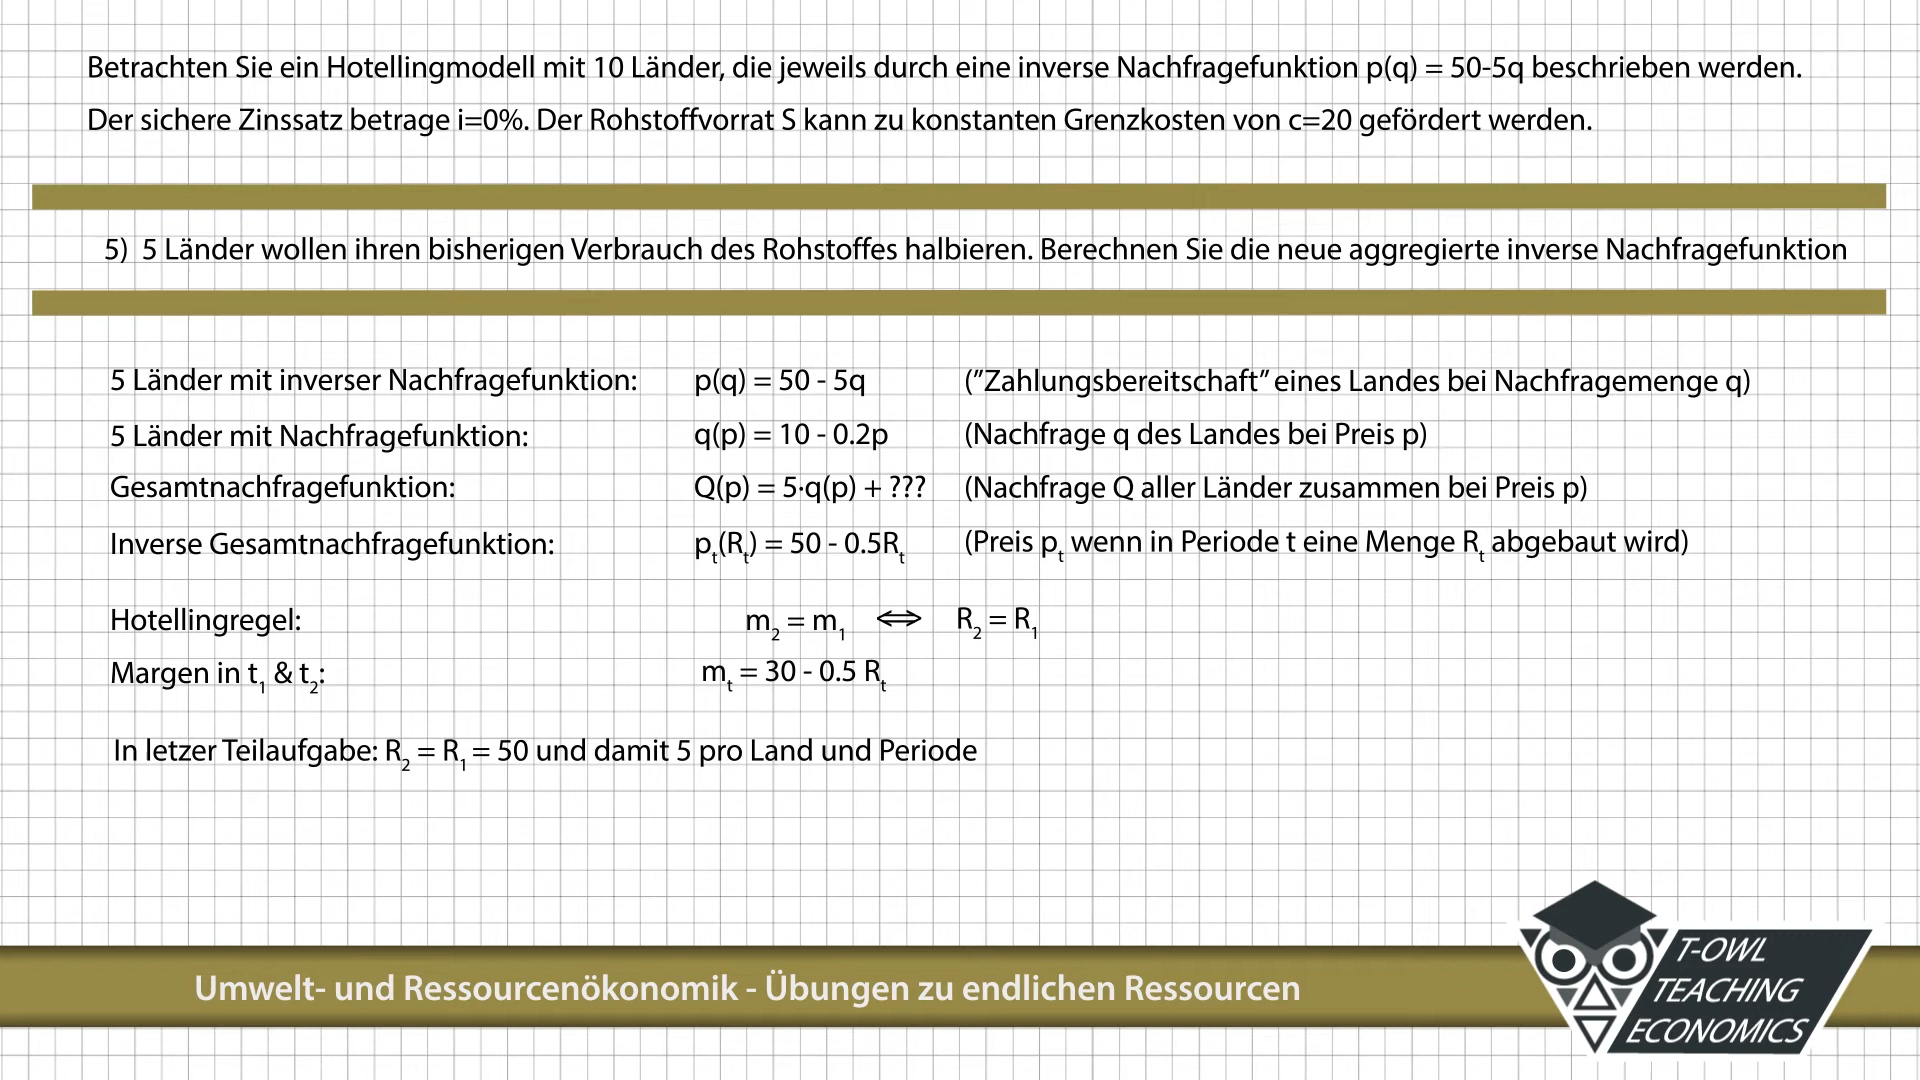 Betrachten Sie ein Hotellingmodell mit 10 Länder, die jeweils durch eine inverse Nachfragefunktion p(q) = 50-5q beschrieben werden.
Der sichere Zinssatz betrage i=0%. Der Rohstoffvorrat S kann zu konstanten Grenzkosten von c=20 gefördert werden.
5) 5 Länder wollen ihren bisherigen Verbrauch des Rohstoffes halbieren. Berechnen Sie die neue aggregierte inverse Nachfragefunktion
5 Länder mit inverser Nachfragefunktion: p(q) = 50 - 5q ("Zahlungsbereitschaft" eines Landes bei Nachfragemenge q)
5 Länder mit Nachfragefunktion: q(p) = 10 - 0.2p (Nachfrage q des Landes bei Preis p)
Gesamtnachfragefunktion: Q(p) = 5·q(p) + ??? (Nachfrage Q aller Länder zusammen bei Preis p)
Inverse Gesamtnachfragefunktion: pₜ(Rₜ) = 50 - 0.5Rₜ (Preis pₜ wenn in Periode t eine Menge Rₜ abgebaut wird)
Hotellingregel: m₂ = m₁ ⇔ R₂ = R₁
Margen in t₁ & t₂: mₜ = 30 - 0.5 Rₜ
In letzer Teilaufgabe: R₂ = R₁ = 50 und damit 5 pro Land und Periode
Umwelt- und Ressourcenökonomik - Übungen zu endlichen Ressourcen
T-OWL
TEACHING
ECONOMICS